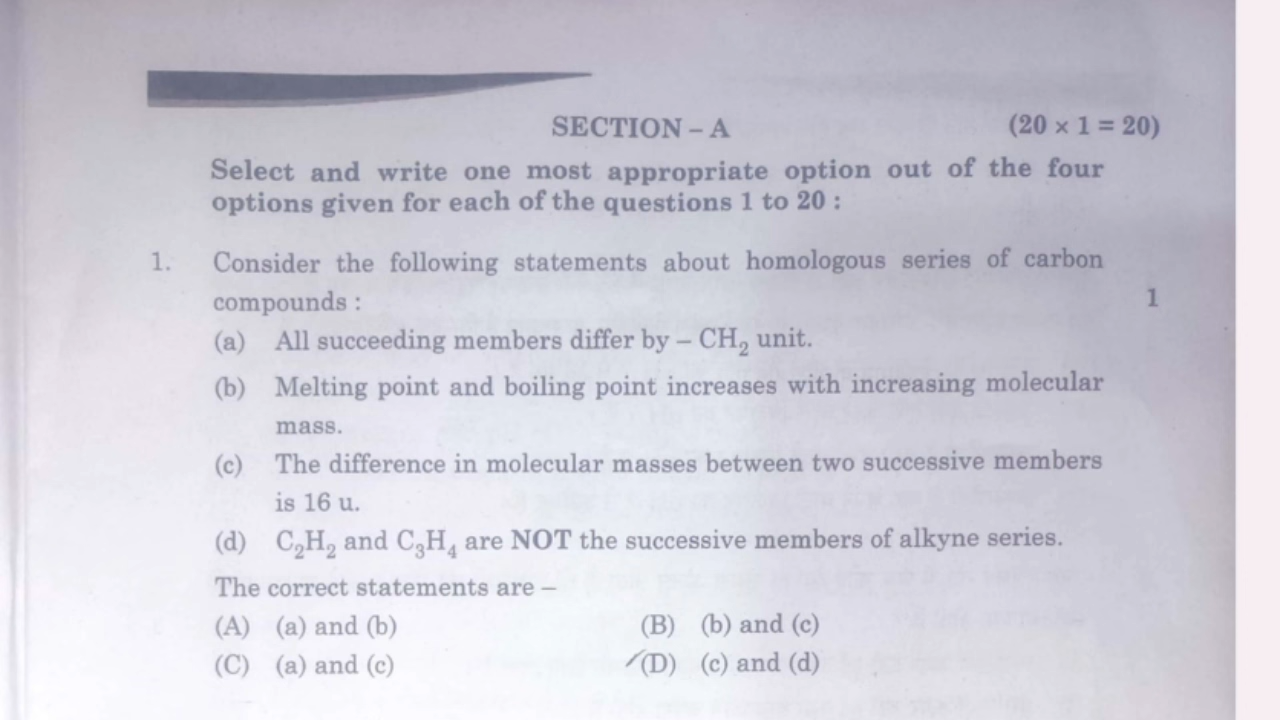 SECTION – A (20 × 1 = 20)
Select and write one most appropriate option out of the four
options given for each of the questions 1 to 20 :
1. Consider the following statements about homologous series of carbon
compounds : 1
(a) All succeeding members differ by – CH₂ unit.
(b) Melting point and boiling point increases with increasing molecular
mass.
(c) The difference in molecular masses between two successive members
is 16 u.
(d) C₂H₂ and C₃H₄ are NOT the successive members of alkyne series.
The correct statements are –
(A) (a) and (b) (B) (b) and (c)
(C) (a) and (c) (D) (c) and (d)